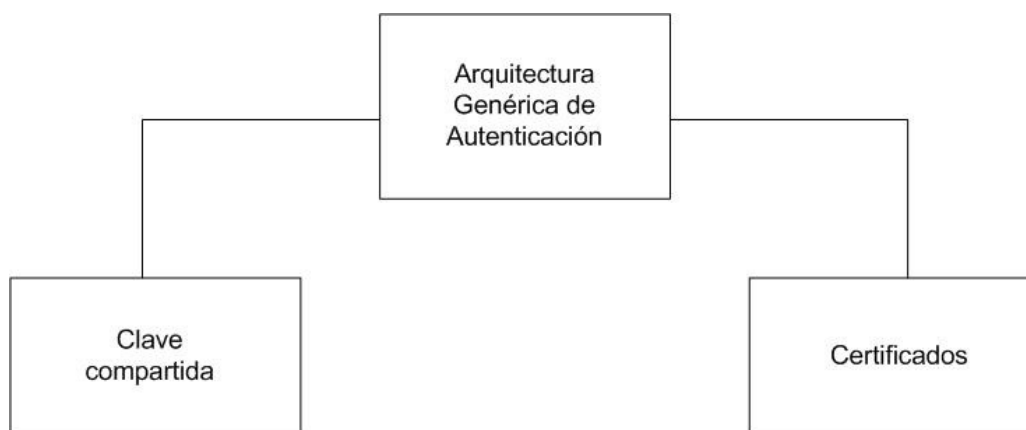 Arquitectura
Genérica de
Autenticación
Clave
compartida
Certificados